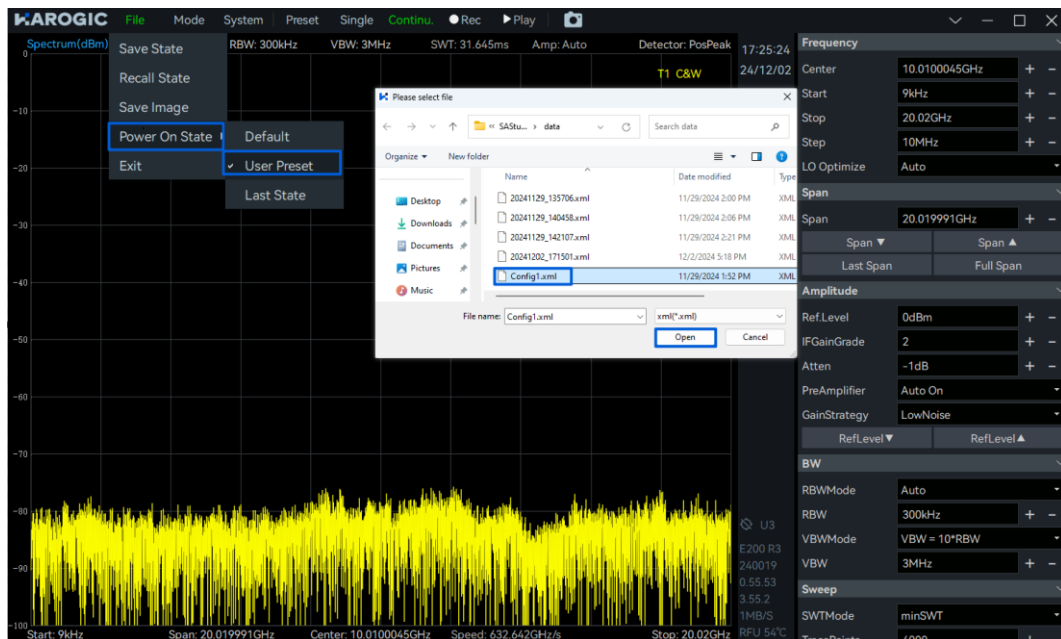 HAROGIC File Mode System Preset Single Continu. Rec Play
Spectrum(dBm) RBW: 300kHz VBW: 3MHz SWT: 31.645ms Amp: Auto Detector: PosPeak
17:25:24
24/12/02
T1 C&W
Save State
Recall State
Save Image
Power On State
Exit
Default
User Preset
Last State
0
-10
-20
-30
-40
-50
-60
-70
-80
-90
-100
Please select file
« SAStu... › data
Search data
Organize
New folder
Name Date modified Type
Desktop
Downloads
Documents
Pictures
Music
20241129_135706.xml 11/29/2024 2:00 PM XML
20241129_140458.xml 11/29/2024 2:06 PM XML
20241129_142107.xml 11/29/2024 2:21 PM XML
20241202_171501.xml 12/2/2024 5:18 PM XML
Config1.xml 11/29/2024 1:52 PM XML
File name: Config1.xml xml(*.xml)
Open Cancel
U3
E200 R3
240019
0.55.53
3.55.2
1MB/S
RFU 54°C
Start: 9kHz Span: 20.019991GHz Center: 10.0100045GHz Speed: 632.642GHz/s Stop: 20.02GHz
Frequency
Center 10.0100045GHz + -
Start 9kHz + -
Stop 20.02GHz + -
Step 10MHz + -
LO Optimize Auto
Span
Span 20.019991GHz + -
Span ▼ Span ▲
Last Span Full Span
Amplitude
Ref.Level 0dBm + -
IFGainGrade 2 + -
Atten -1dB + -
PreAmplifier Auto On
GainStrategy LowNoise
RefLevel▼ RefLevel▲
BW
RBWMode Auto
RBW 300kHz + -
VBWMode VBW = 10*RBW
VBW 3MHz + -
Sweep
SWTMode minSWT